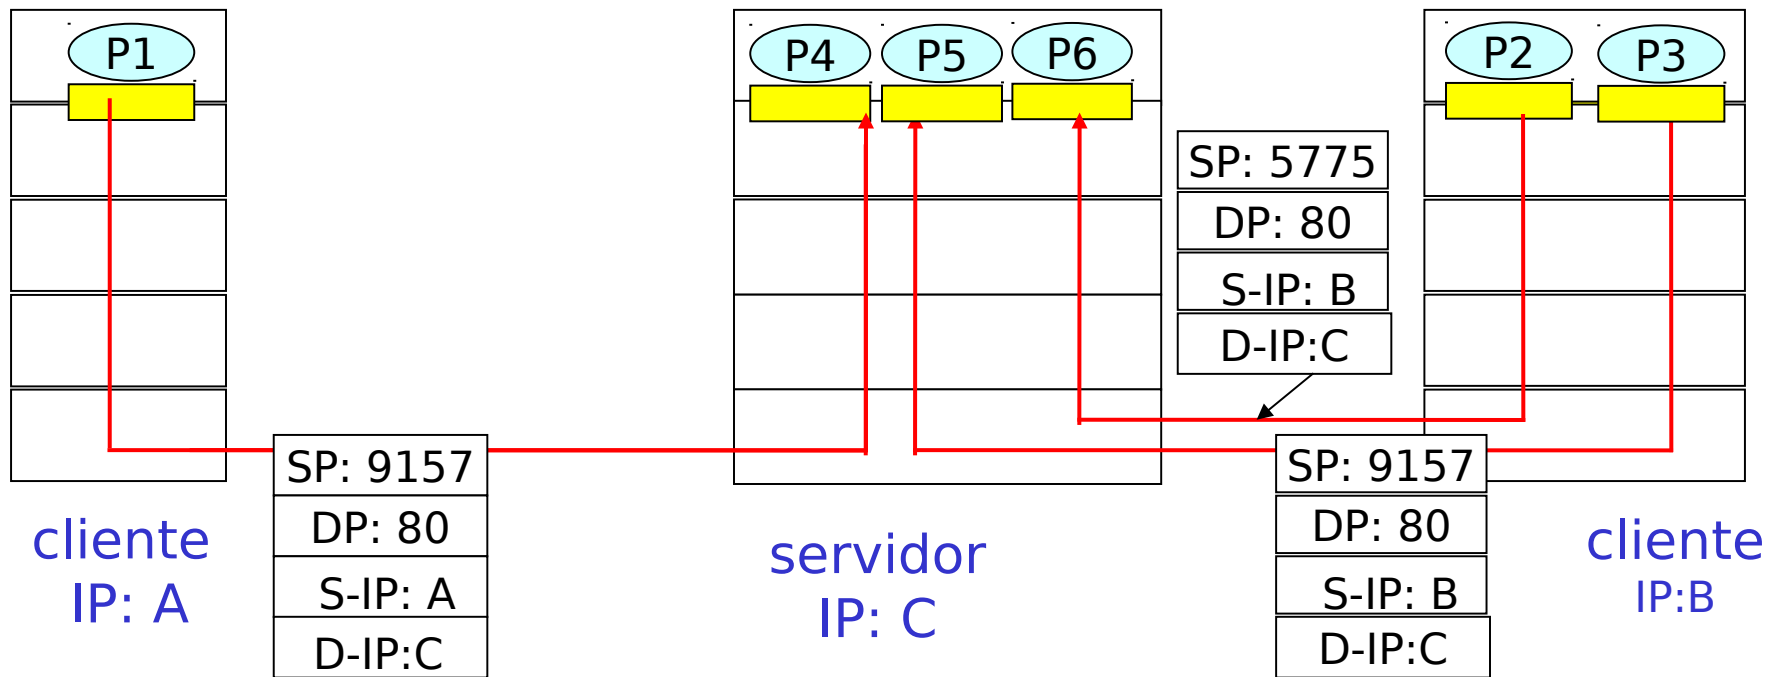 P1
P4
P5
P6
P2
P3
SP: 5775
DP: 80
S-IP: B
D-IP:C
SP: 9157
DP: 80
S-IP: A
D-IP:C
SP: 9157
DP: 80
S-IP: B
D-IP:C
cliente
IP: A
servidor
IP: C
cliente
IP:B